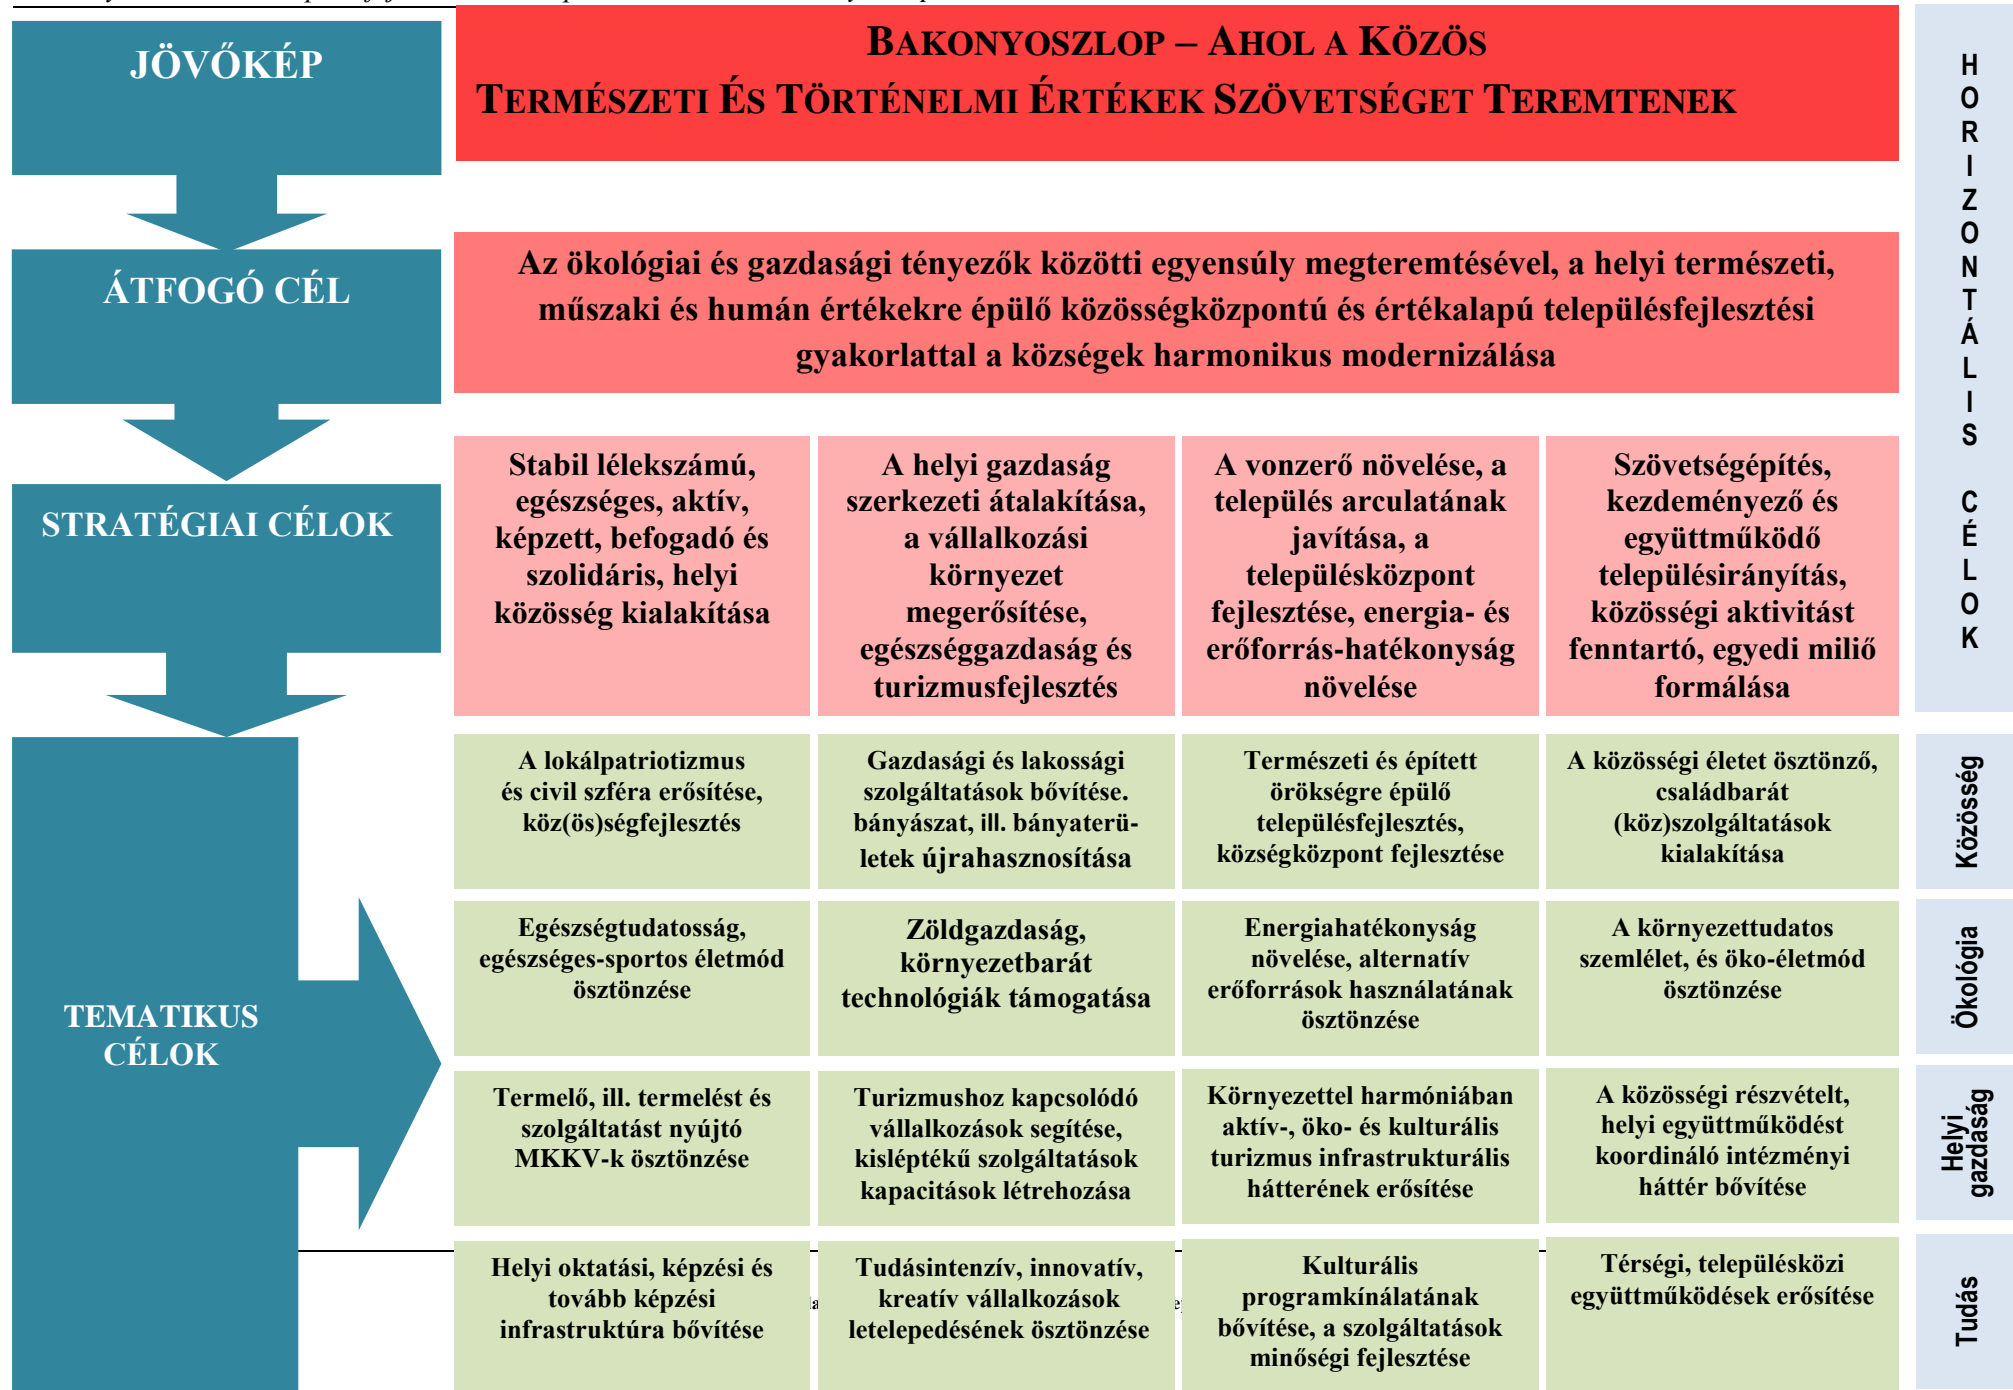 JÖVŐKÉP
BAKONYOSZLOP – AHOL A KÖZÖS
TERMÉSZETI ÉS TÖRTÉNELMI ÉRTÉKEK SZÖVETSÉGET TEREMTENEK
ÁTFOGÓ CÉL
Az ökológiai és gazdasági tényezők közötti egyensúly megteremtésével, a helyi természeti,
műszaki és humán értékekre épülő közösségközpontú és értékalapú településfejlesztési
gyakorlattal a községek harmonikus modernizálása
STRATÉGIAI CÉLOK
Stabil lélekszámú,
egészséges, aktív,
képzett, befogadó és
szolidáris, helyi
közösség kialakítása
A helyi gazdaság
szerkezeti átalakítása,
a vállalkozási
környezet
megerősítése,
egészséggazdaság és
turizmusfejlesztés
A vonzerő növelése, a
település arculatának
javítása, a
településközpont
fejlesztése, energia- és
erőforrás-hatékonyság
növelése
Szövetségépítés,
kezdeményező és
együttműködő
településirányítás,
közösségi aktivitást
fenntartó, egyedi miliő
formálása
HORIZONTÁLIS CÉLOK
TEMATIKUS
CÉLOK
A lokálpatriotizmus
és civil szféra erősítése,
köz(ös)ségfejlesztés
Gazdasági és lakossági
szolgáltatások bővítése.
bányászat, ill. bányaterü-
letek újrahasznosítása
Természeti és épített
örökségre épülő
településfejlesztés,
községközpont fejlesztése
A közösségi életet ösztönző,
családbarát
(köz)szolgáltatások
kialakítása
Közösség
Egészségtudatosság,
egészséges-sportos életmód
ösztönzése
Zöldgazdaság,
környezetbarát
technológiák támogatása
Energiahatékonyság
növelése, alternatív
erőforrások használatának
ösztönzése
A környezettudatos
szemlélet, és öko-életmód
ösztönzése
Ökológia
Termelő, ill. termelést és
szolgáltatást nyújtó
MKKV-k ösztönzése
Turizmushoz kapcsolódó
vállalkozások segítése,
kisléptékű szolgáltatások
kapacitások létrehozása
Környezettel harmóniában
aktív-, öko- és kulturális
turizmus infrastrukturális
hátterének erősítése
A közösségi részvételt,
helyi együttműködést
koordináló intézményi
háttér bővítése
Helyi
gazdaság
Helyi oktatási, képzési és
tovább képzési
infrastruktúra bővítése
Tudásintenzív, innovatív,
kreatív vállalkozások
letelepedésének ösztönzése
Kulturális
programkínálatának
bővítése, a szolgáltatások
minőségi fejlesztése
Térségi, településközi
együttműködések erősítése
Tudás